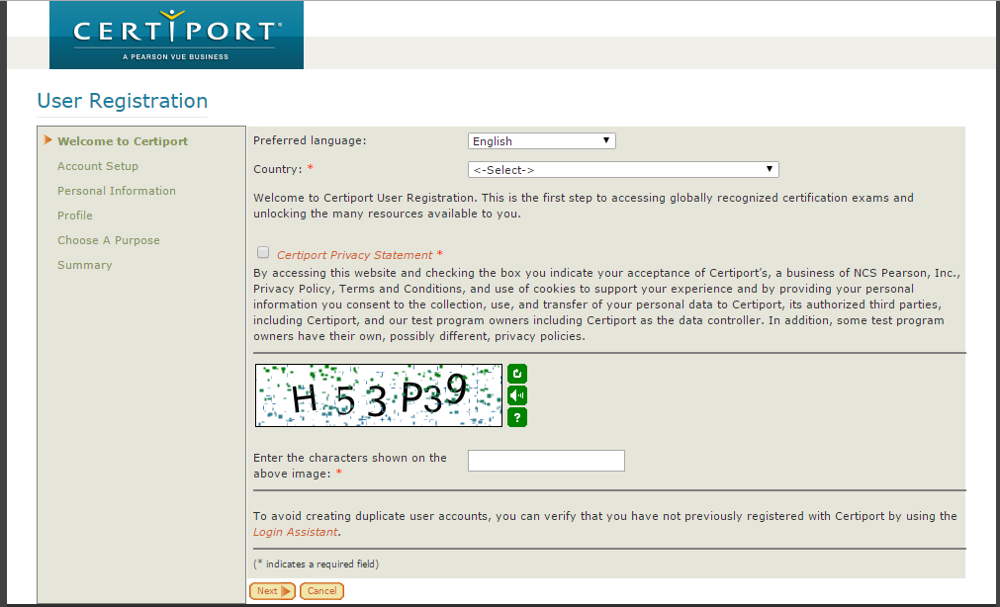 CERTIPORT®
A PEARSON VUE BUSINESS
User Registration
Welcome to Certiport
Account Setup
Personal Information
Profile
Choose A Purpose
Summary
Preferred language:
English
Country: *
<-Select->
Welcome to Certiport User Registration. This is the first step to accessing globally recognized certification exams and
unlocking the many resources available to you.
Certiport Privacy Statement *
By accessing this website and checking the box you indicate your acceptance of Certiport's, a business of NCS Pearson, Inc.,
Privacy Policy, Terms and Conditions, and use of cookies to support your experience and by providing your personal
information you consent to the collection, use, and transfer of your personal data to Certiport, its authorized third parties,
including Certiport, and our test program owners including Certiport as the data controller. In addition, some test program
owners have their own, possibly different, privacy policies.
H53P39
?
Enter the characters shown on the
above image: *
To avoid creating duplicate user accounts, you can verify that you have not previously registered with Certiport by using the
Login Assistant.
(* indicates a required field)
Next
Cancel